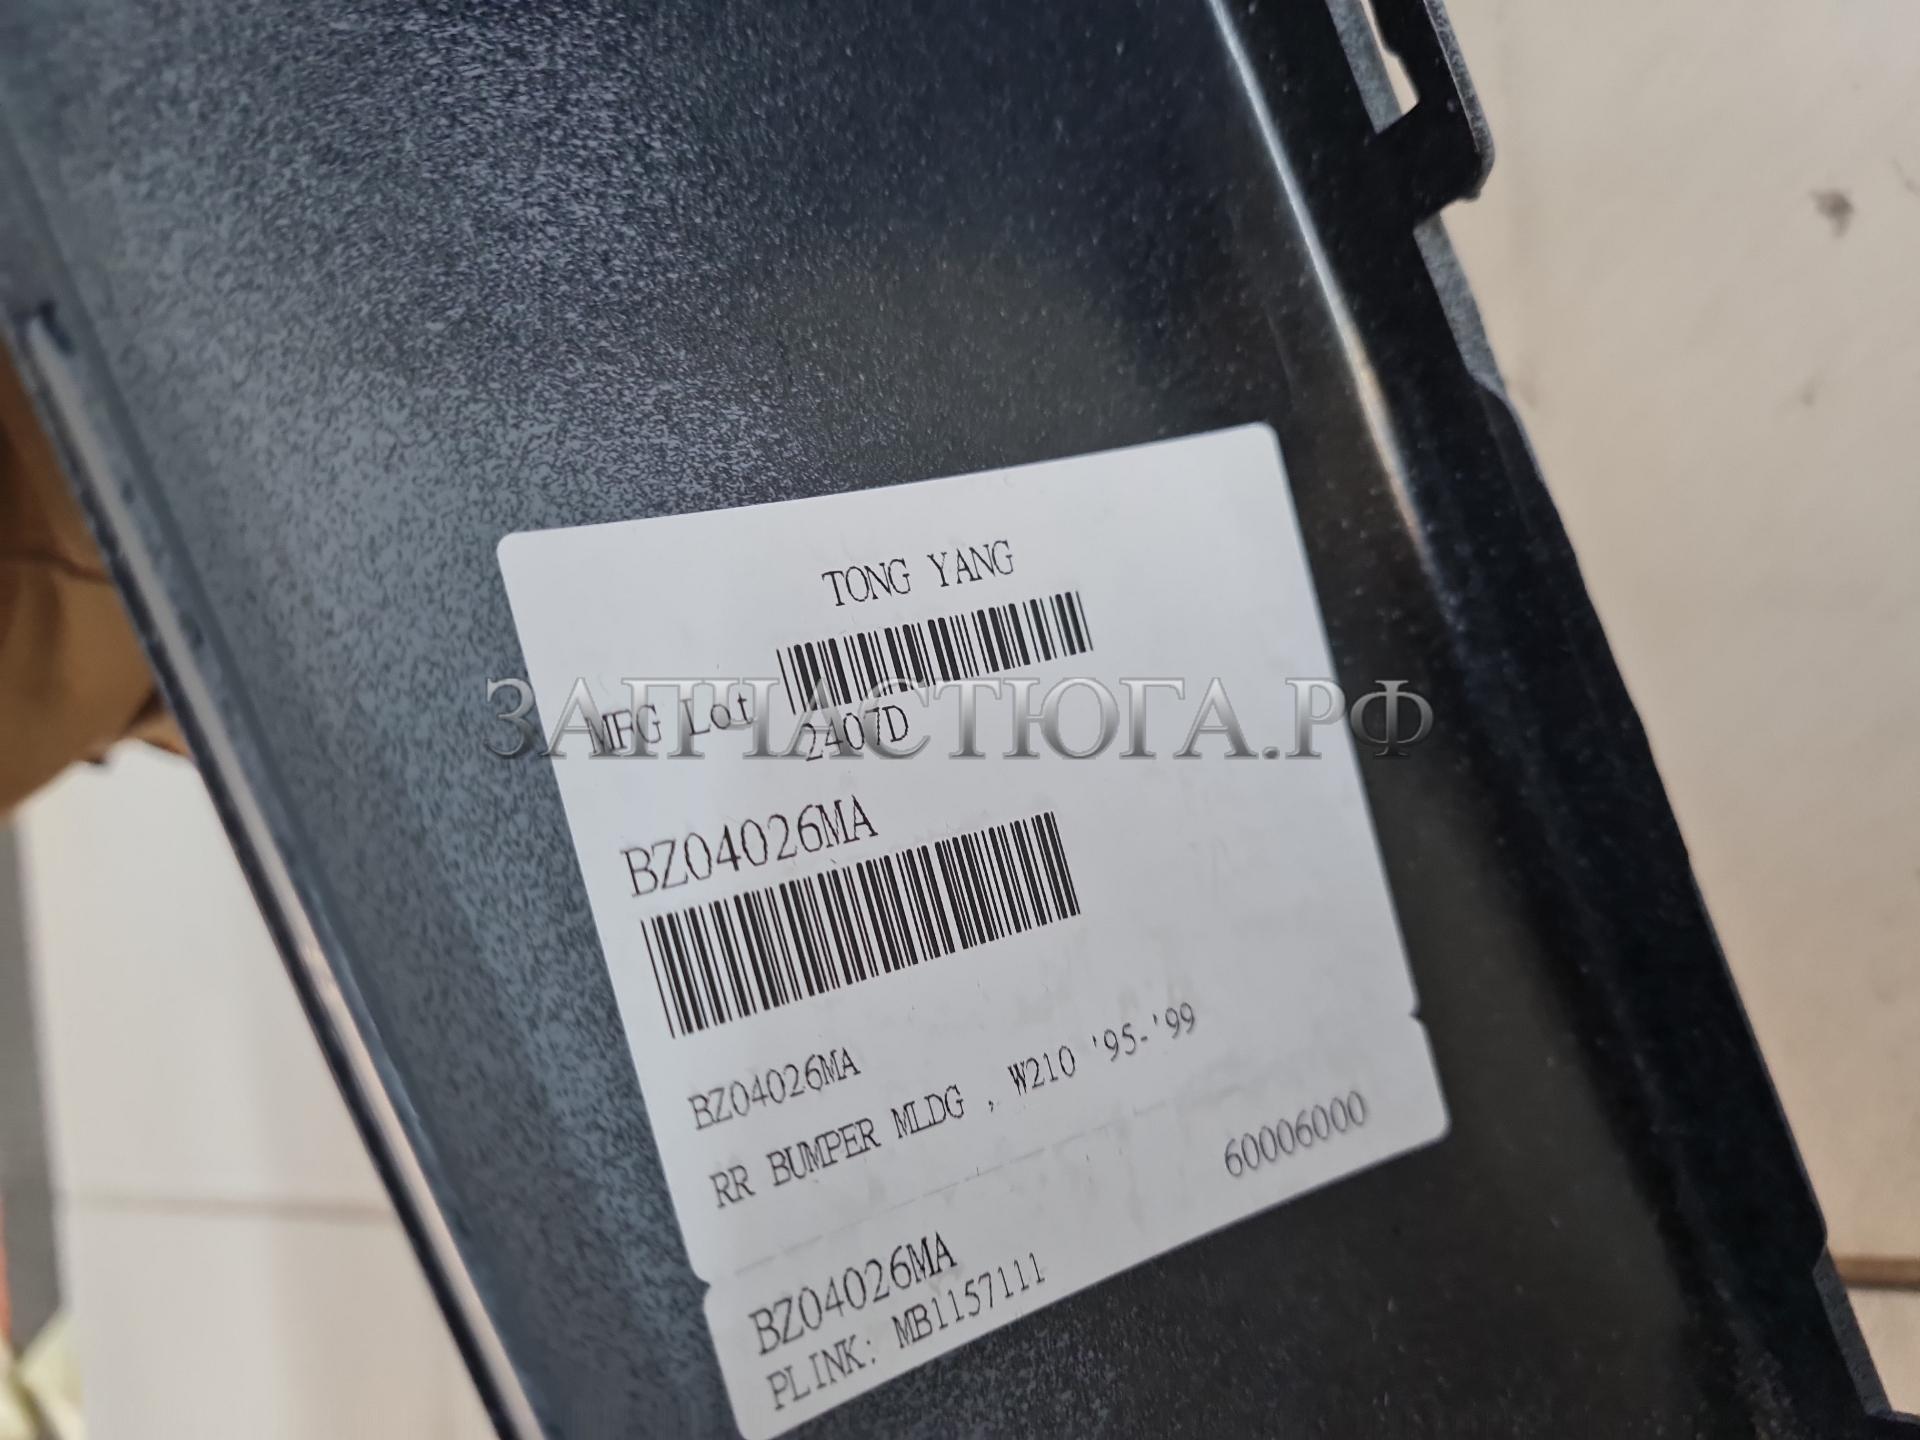 TONG YANG
MFG Lot
2407D
ЗАПЧАСТЮГА.РФ
BZ04026MA
BZ04026MA
RR BUMPER MLDG , W210 '95-'99
60006000
BZ04026MA
PLINK: MB1157111